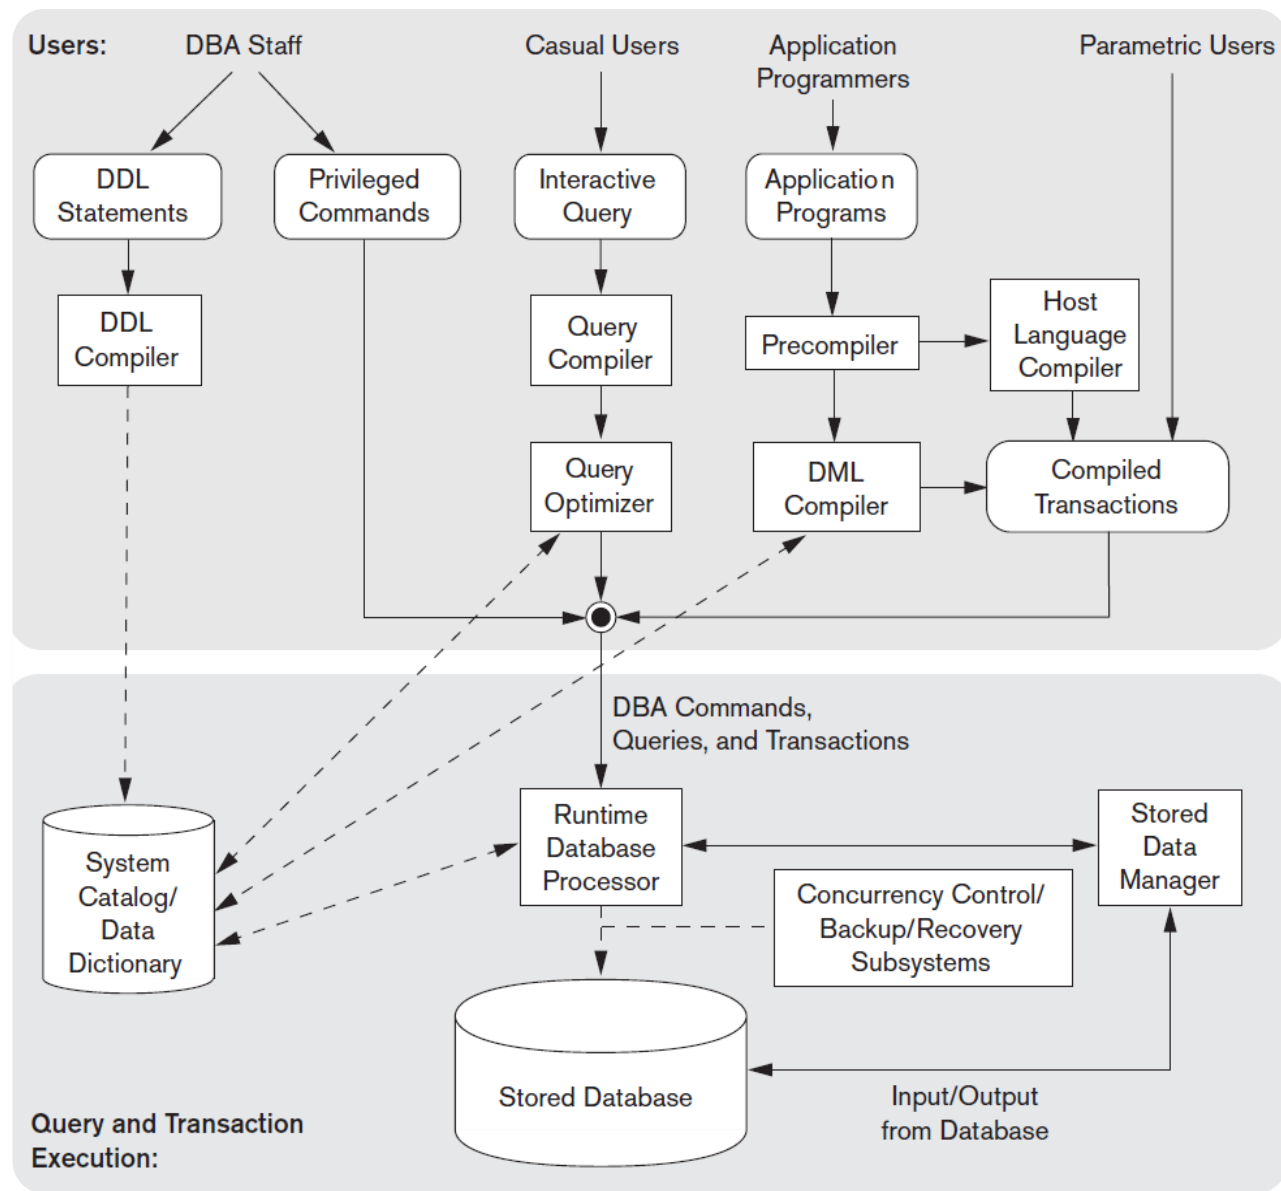 Users:
DBA Staff
Casual Users
Application
Programmers
Parametric Users
DDL
Statements
Privileged
Commands
Interactive
Query
Application
Programs
DDL
Compiler
Query
Compiler
Precompiler
Host
Language
Compiler
Query
Optimizer
DML
Compiler
Compiled
Transactions
DBA Commands,
Queries, and Transactions
System
Catalog/
Data
Dictionary
Runtime
Database
Processor
Stored
Data
Manager
Concurrency Control/
Backup/Recovery
Subsystems
Stored Database
Input/Output
from Database
Query and Transaction
Execution: